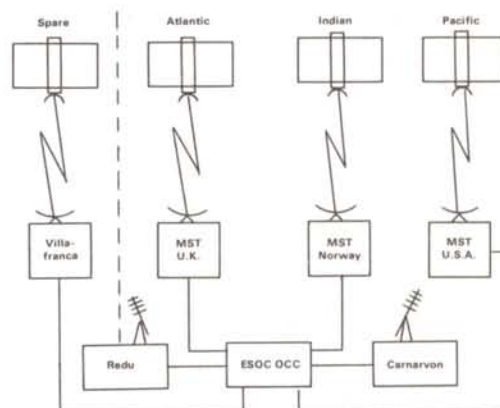 Spare
Atlantic
Indian
Pacific
Villa-
franca
MST
U.K.
MST
Norway
MST
U.S.A.
Redu
ESOC OCC
Carnarvon